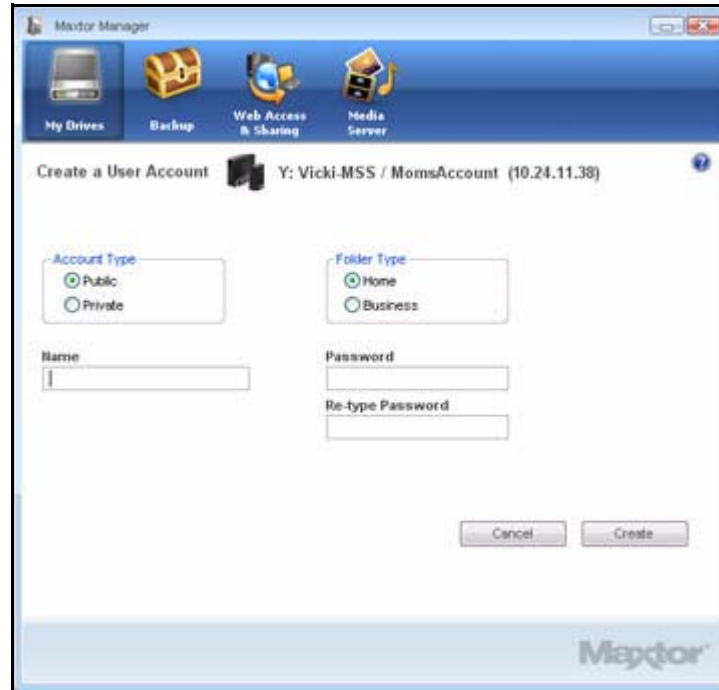 Maxtor Manager
My Drives
Backup
Web Access
& Sharing
Media
Server
Create a User Account
Y: Vicki-MSS / MomsAccount (10.24.11.38)
?
Account Type
Public
Private
Folder Type
Home
Business
Name
Password
Re-type Password
Cancel
Create
Maxtor